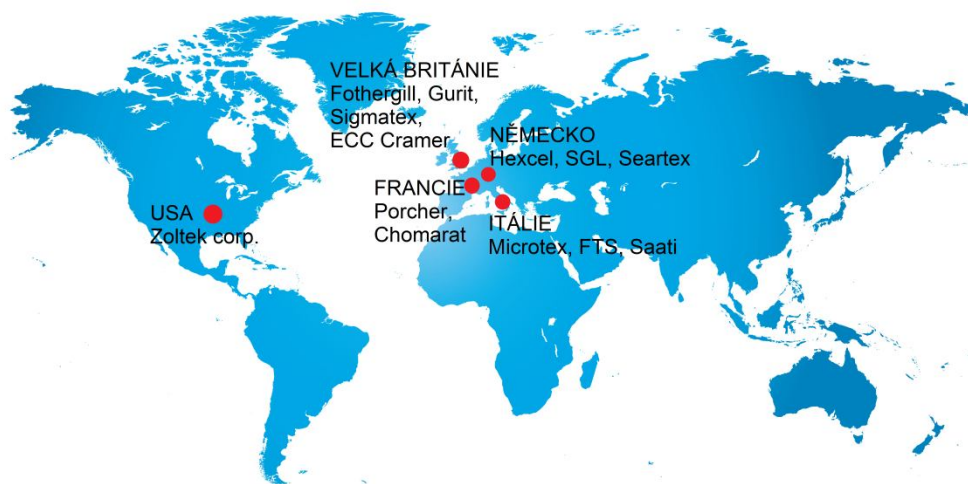 VELKÁ BRITÁNIE
Fothergill, Gurit,
Sigmatex,
ECC Cramer
NĚMECKO
Hexcel, SGL, Seartex
FRANCIE
Porcher,
Chomarat
ITÁLIE
Microtex, FTS, Saati
USA
Zoltek corp.